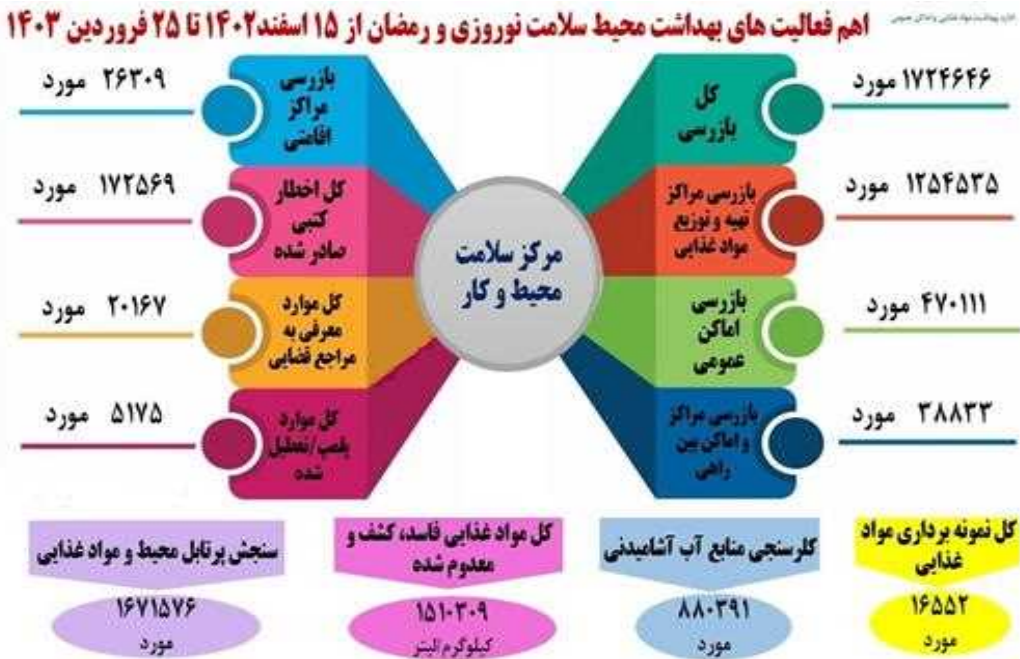 اهم فعالیت های بهداشت محیط سلامت نوروزی و رمضان از ۱۵ اسفند۱۴۰۲ تا ۲۵ فروردین ۱۴۰۳
کل
بازرسی
۱۷۲۴۶۴۶ مورد
بازرسی مراکز
تهیه و توزیع
مواد غذایی
۱۲۵۴۵۳۵ مورد
بازرسی
اماکن
عمومی
۴۷۰۱۱۱ مورد
بازرسی مراکز
و اماکن بین
راهی
۳۸۸۳۳ مورد
مرکز سلامت
محیط و کار
بازرسی
مراکز
اقامتی
۲۶۳۰۹ مورد
کل اخطار
کتبی
صادر شده
۱۷۲۵۶۹ مورد
کل موارد
معرفی به
مراجع قضایی
۲۰۱۶۷ مورد
کل موارد
پلمپ/تعطیل
شده
۵۱۷۵ مورد
کل نمونه برداری مواد
غذایی
۱۶۵۵۲
مورد
کلرسنجی منابع آب آشامیدنی
۸۸۰۳۹۱
مورد
کل مواد غذایی فاسد، کشف و
معدوم شده
۱۵۱۰۳۰۹
کیلوگرم/لیتر
سنجش پرتابل محیط و مواد غذایی
۱۶۷۱۵۷۶
مورد